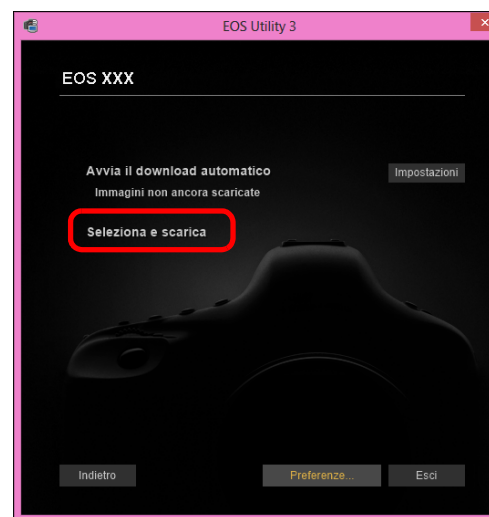 EOS Utility 3
EOS XXX
Avvia il download automatico
Impostazioni
Immagini non ancora scaricate
Seleziona e scarica
Indietro
Preferenze...
Esci